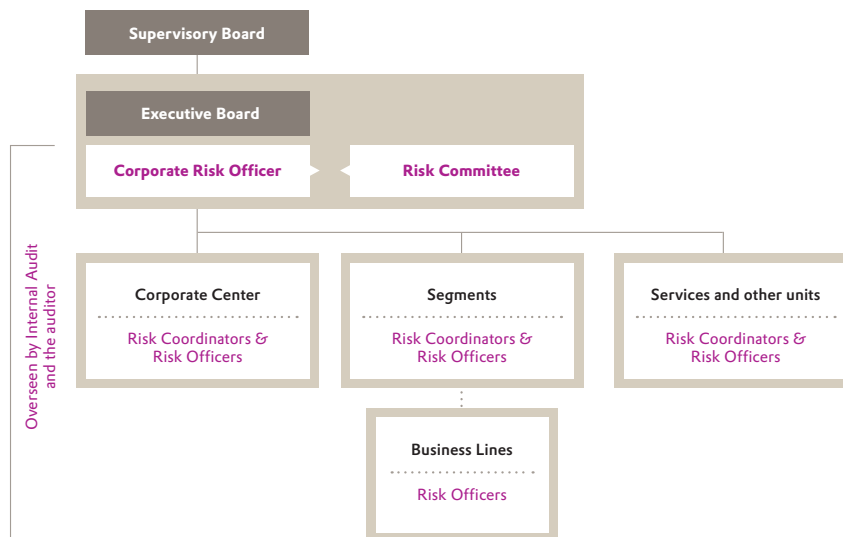 Supervisory Board
Executive Board
Corporate Risk Officer
Risk Committee
Overseen by Internal Audit
and the auditor
Corporate Center
Risk Coordinators &
Risk Officers
Segments
Risk Coordinators &
Risk Officers
Services and other units
Risk Coordinators &
Risk Officers
Business Lines
Risk Officers